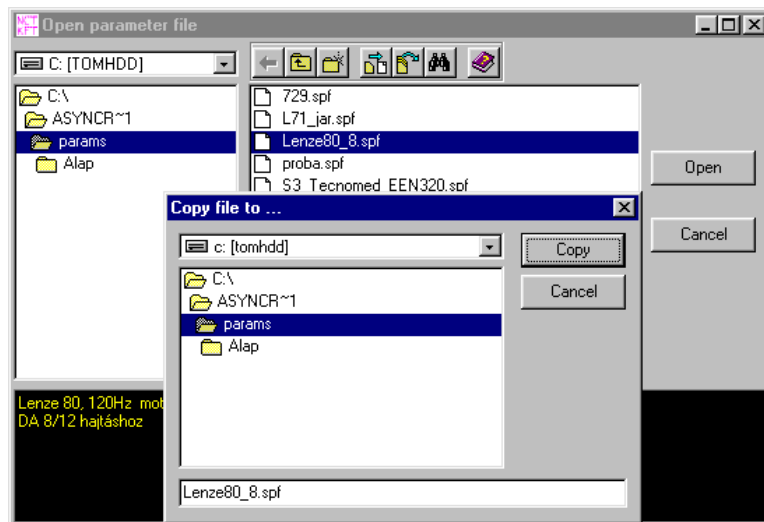 NCT
KPT
Open parameter file
C: [TOMHDD]
C:\
ASYNCR~1
params
Alap
729.spf
L71_jar.spf
Lenze80_8.spf
proba.spf
S3_Tecnomed_EEN320.spf
Open
Cancel
Copy file to ...
c: [tomhdd]
C:\
ASYNCR~1
params
Alap
Copy
Cancel
Lenze80_8.spf
Lenze 80, 120Hz mot
DA 8/12 hajtáshoz